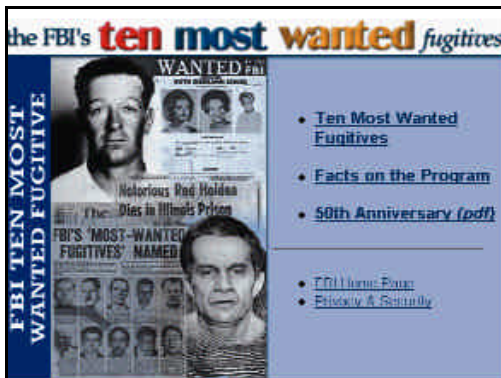 the FBI's ten most wanted fugitives
FBI TEN MOST
WANTED FUGITIVE
WANTED BY
FBI
The
Notorious Red Holden
Dies in Illinois Prison
FBI'S 'MOST-WANTED
FUGITIVES' NAMED
Ten Most Wanted
Fugitives
Facts on the Program
50th Anniversary (pdf)
FBI Home Page
Privacy & Security